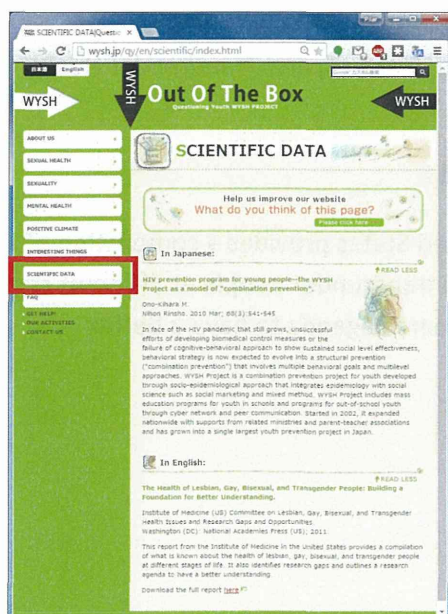 SCIENTIFIC DATA(Questio
wysh.jp/qy/en/scientific/index.html
日本語 English
WYSH
WYSH
Out Of The Box
Questioning Youth WYSH PROJECT
WYSH
ABOUT US
SEXUAL HEALTH
SEXUALITY
MENTAL HEALTH
POSITIVE CLIMATE
INTERESTING THINGS
SCIENTIFIC DATA
FAQ
GET HELP!
OUR ACTIVITIES
CONTACT US
SCIENTIFIC DATA
Help us improve our website
What do you think of this page?
Please click here
In Japanese:
READ LESS
HIV prevention program for young people—the WYSH
Project as a model of "combination prevention".
Ono-Kihara M.
Nihon Rinsho. 2010 Mar; 68(3):541-545
In face of the HIV pandemic that still grows, unsuccessful
efforts of developing biomedical control measures or the
failure of cognitive-behavioral approach to show sustained social level effectiveness,
behavioral strategy is now expected to evolve into a structural prevention
("combination prevention") that involves multiple behavioral goals and multilevel
approaches. WYSH Project is a combination prevention project for youth developed
through socio-epidemiological approach that integrates epidemiology with social
science such as social marketing and mixed method. WYSH Project includes mass
education programs for youth in schools and programs for out-of-school youth
through cyber network and peer communication. Started in 2002, it expanded
nationwide with supports from related ministries and parent-teacher associations
and has grown into a single largest youth prevention project in Japan.
In English:
READ LESS
The Health of Lesbian, Gay, Bisexual, and Transgender People: Building a
Foundation for Better Understanding.
Institute of Medicine (US) Committee on Lesbian, Gay, Bisexual, and Transgender
Health Issues and Research Gaps and Opportunities.
Washington (DC): National Academies Press (US); 2011.
This report from the Institute of Medicine in the United States provides a compilation
of what is known about the health of lesbian, gay, bisexual, and transgender people
at different stages of life. It also identifies research gaps and outlines a research
agenda to have a better understanding.
Download the full report here